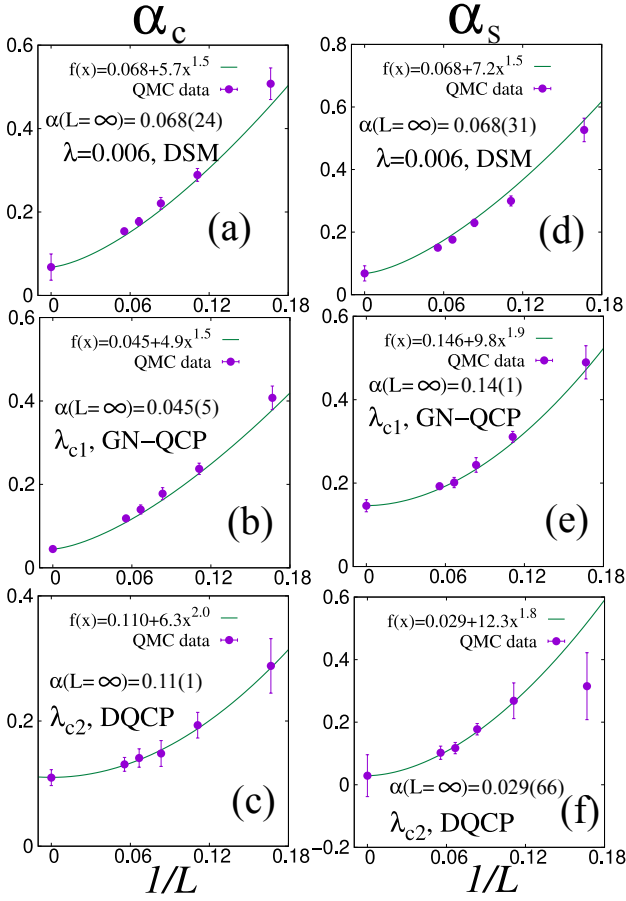 α_c
α_s
0.6
0.4
0.2
0
f(x)=0.068+5.7x^1.5
QMC data
α(L=∞)=0.068(24)
λ=0.006, DSM
(a)
0 0.06 0.12 0.18
0.8
0.6
0.4
0.2
0
f(x)=0.068+7.2x^1.5
QMC data
α(L=∞)=0.068(31)
λ=0.006, DSM
(d)
0 0.06 0.12 0.18
0.6
0.4
0.2
0
f(x)=0.045+4.9x^1.5
QMC data
α(L=∞)=0.045(5)
λ_c1, GN−QCP
(b)
0 0.06 0.12 0.18
0.6
0.4
0.2
0
f(x)=0.146+9.8x^1.9
QMC data
α(L=∞)=0.14(1)
λ_c1, GN−QCP
(e)
0 0.06 0.12 0.18
0.4
0.2
0
f(x)=0.110+6.3x^2.0
QMC data
α(L=∞)=0.11(1)
λ_c2, DQCP
(c)
0 0.06 0.12 0.18
1/L
0.6
0.4
0.2
0
−0.2
f(x)=0.029+12.3x^1.8
QMC data
α(L=∞)=0.029(66)
λ_c2, DQCP
(f)
0 0.06 0.12 0.18
1/L